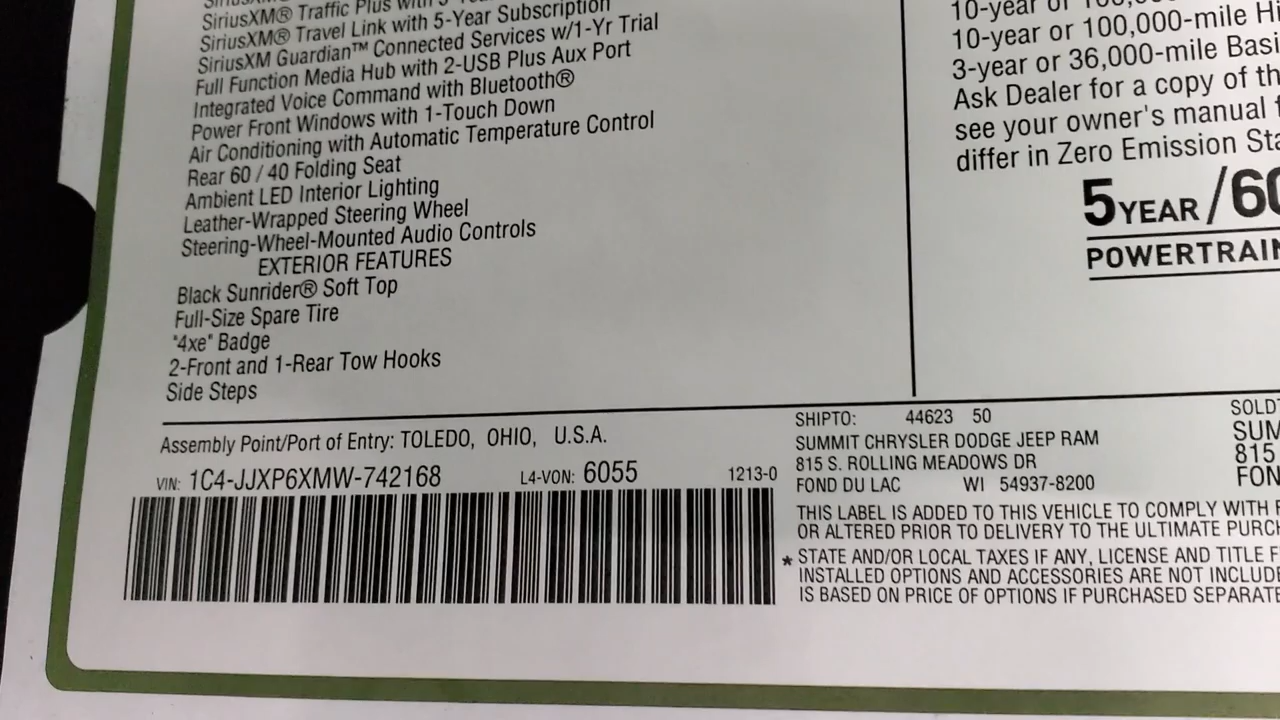 SiriusXM® Traffic Plus with 5-
SiriusXM® Travel Link with 5-Year Subscription
SiriusXM Guardian™ Connected Services w/1-Yr Trial
Full Function Media Hub with 2-USB Plus Aux Port
Integrated Voice Command with Bluetooth®
Power Front Windows with 1-Touch Down
Air Conditioning with Automatic Temperature Control
Rear 60 / 40 Folding Seat
Ambient LED Interior Lighting
Leather-Wrapped Steering Wheel
Steering-Wheel-Mounted Audio Controls
EXTERIOR FEATURES
Black Sunrider® Soft Top
Full-Size Spare Tire
"4xe" Badge
2-Front and 1-Rear Tow Hooks
Side Steps
10-year or
10-year or 100,000-mile Hi
3-year or 36,000-mile Basi
Ask Dealer for a copy of th
see your owner's manual f
differ in Zero Emission Sta
5 YEAR / 60
POWERTRAIN
Assembly Point/Port of Entry: TOLEDO, OHIO, U.S.A.
VIN: 1C4-JJXP6XMW-742168 L4-VON: 6055 1213-0
SHIPTO: 44623 50
SUMMIT CHRYSLER DODGE JEEP RAM
815 S. ROLLING MEADOWS DR
FOND DU LAC WI 54937-8200
SOLDT
SUM
815
FON
THIS LABEL IS ADDED TO THIS VEHICLE TO COMPLY WITH F
OR ALTERED PRIOR TO DELIVERY TO THE ULTIMATE PURC
* STATE AND/OR LOCAL TAXES IF ANY, LICENSE AND TITLE F
INSTALLED OPTIONS AND ACCESSORIES ARE NOT INCLUDE
IS BASED ON PRICE OF OPTIONS IF PURCHASED SEPARATE